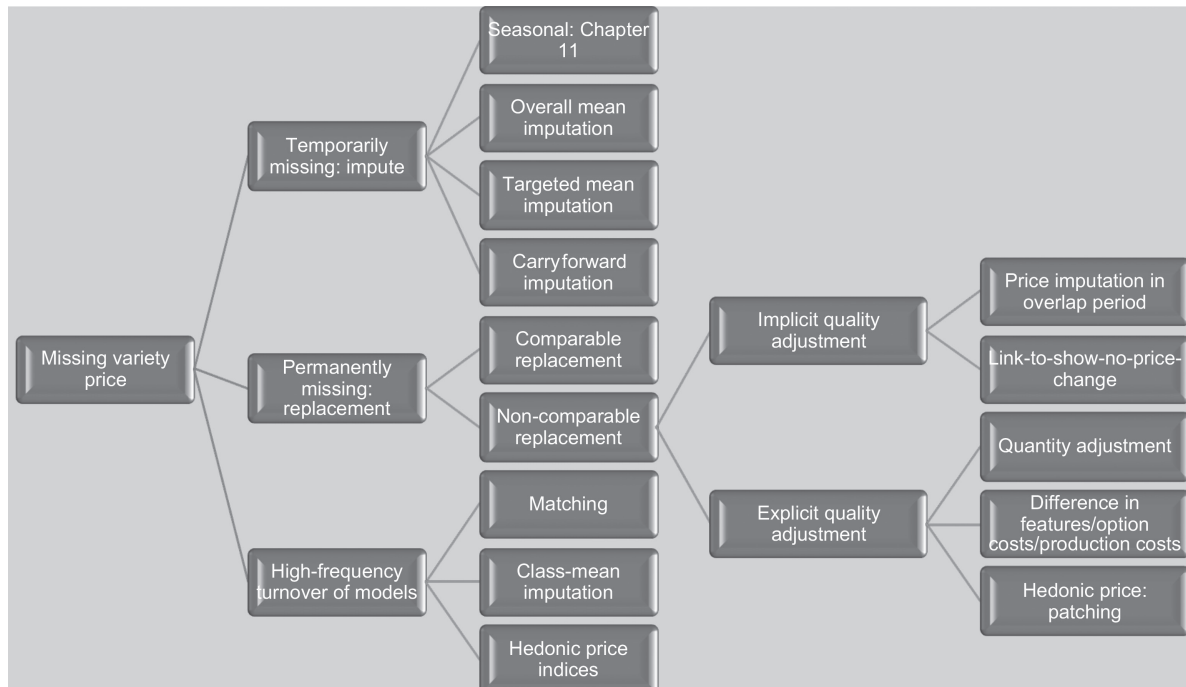 Missing variety
price
Temporarily
missing: impute
Seasonal: Chapter
11
Overall mean
imputation
Targeted mean
imputation
Carryforward
imputation
Permanently
missing:
replacement
Comparable
replacement
Non-comparable
replacement
Implicit quality
adjustment
Price imputation in
overlap period
Link-to-show-no-price-
change
Explicit quality
adjustment
Quantity adjustment
Difference in
features/option
costs/production costs
Hedonic price:
patching
High-frequency
turnover of models
Matching
Class-mean
imputation
Hedonic price
indices